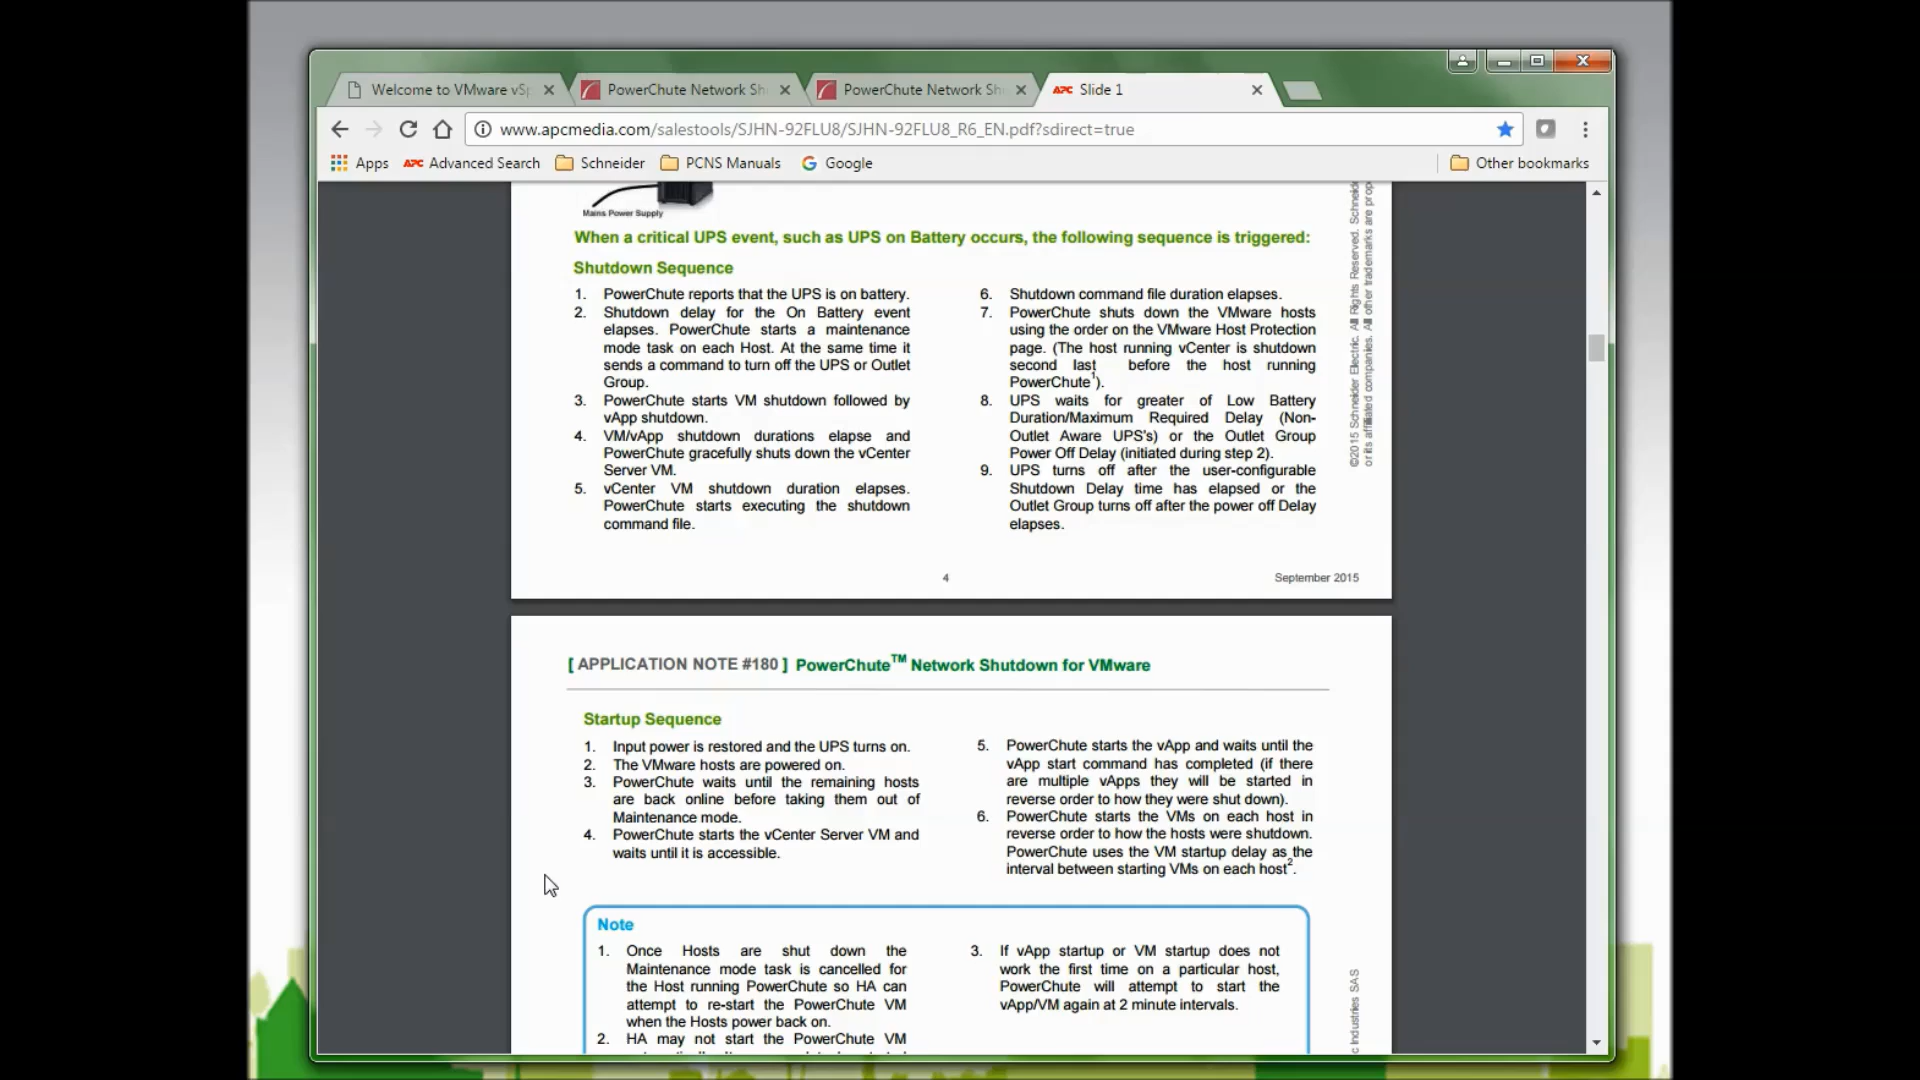 Welcome to VMware vSp
PowerChute Network Sh
PowerChute Network Sh
APC Slide 1
www.apcmedia.com/salestools/SJHN-92FLU8/SJHN-92FLU8_R6_EN.pdf?sdirect=true
Apps APC Advanced Search Schneider PCNS Manuals Google Other bookmarks
Mains Power Supply
When a critical UPS event, such as UPS on Battery occurs, the following sequence is triggered:
Shutdown Sequence
1. PowerChute reports that the UPS is on battery.
2. Shutdown delay for the On Battery event
elapses. PowerChute starts a maintenance
mode task on each Host. At the same time it
sends a command to turn off the UPS or Outlet
Group.
3. PowerChute starts VM shutdown followed by
vApp shutdown.
4. VM/vApp shutdown durations elapse and
PowerChute gracefully shuts down the vCenter
Server VM.
5. vCenter VM shutdown duration elapses.
PowerChute starts executing the shutdown
command file.
6. Shutdown command file duration elapses.
7. PowerChute shuts down the VMware hosts
using the order on the VMware Host Protection
page. (The host running vCenter is shutdown
second last before the host running
PowerChute1).
8. UPS waits for greater of Low Battery
Duration/Maximum Required Delay (Non-
Outlet Aware UPS's) or the Outlet Group
Power Off Delay (initiated during step 2).
9. UPS turns off after the user-configurable
Shutdown Delay time has elapsed or the
Outlet Group turns off after the power off Delay
elapses.
©2015 Schneider Electric. All Rights Reserved. Schneide
or its affiliated companies. All other trademarks are prop
4
September 2015
[ APPLICATION NOTE #180 ] PowerChute™ Network Shutdown for VMware
Startup Sequence
1. Input power is restored and the UPS turns on.
2. The VMware hosts are powered on.
3. PowerChute waits until the remaining hosts
are back online before taking them out of
Maintenance mode.
4. PowerChute starts the vCenter Server VM and
waits until it is accessible.
5. PowerChute starts the vApp and waits until the
vApp start command has completed (if there
are multiple vApps they will be started in
reverse order to how they were shut down).
6. PowerChute starts the VMs on each host in
reverse order to how the hosts were shutdown.
PowerChute uses the VM startup delay as the
interval between starting VMs on each host2.
Note
1. Once Hosts are shut down the
Maintenance mode task is cancelled for
the Host running PowerChute so HA can
attempt to re-start the PowerChute VM
when the Hosts power back on.
2. HA may not start the PowerChute VM
3. If vApp startup or VM startup does not
work the first time on a particular host,
PowerChute will attempt to start the
vApp/VM again at 2 minute intervals.
c Industries SAS